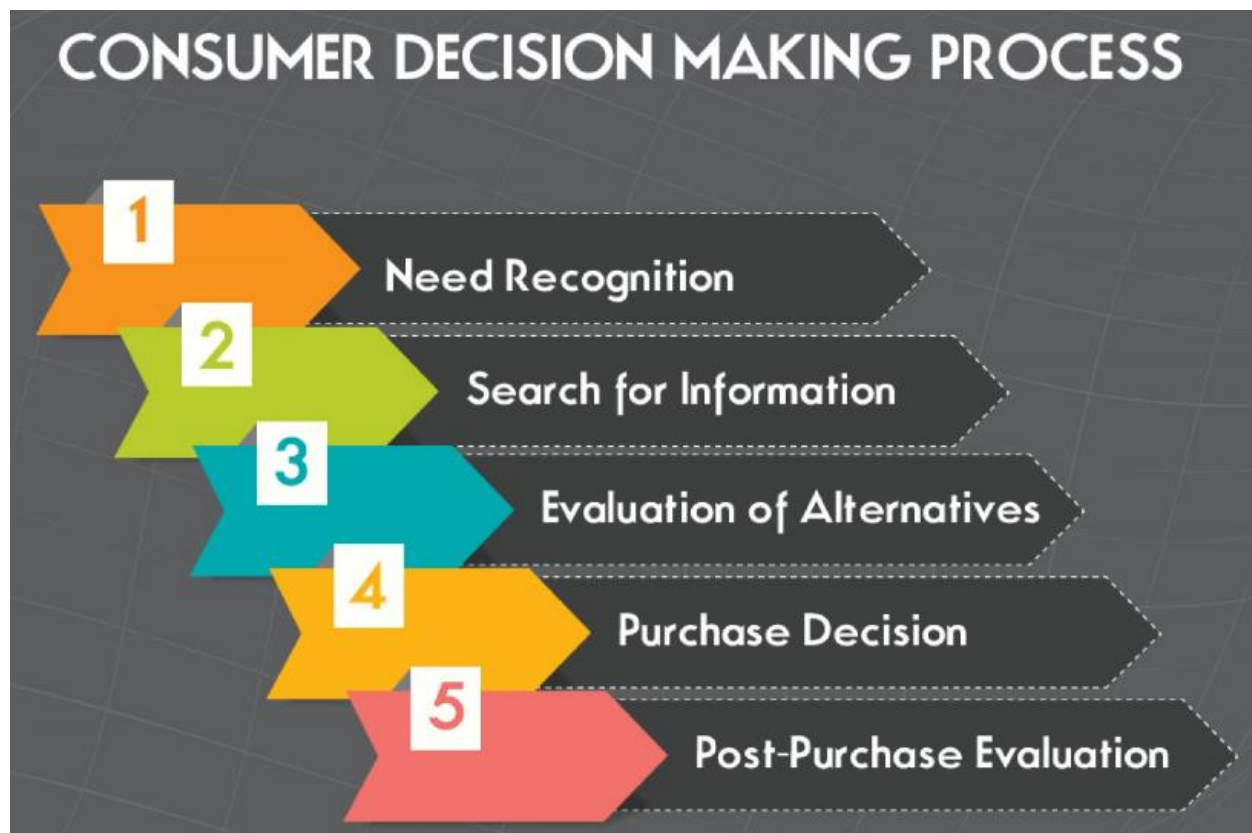 CONSUMER DECISION MAKING PROCESS
1
Need Recognition
2
Search for Information
3
Evaluation of Alternatives
4
Purchase Decision
5
Post-Purchase Evaluation